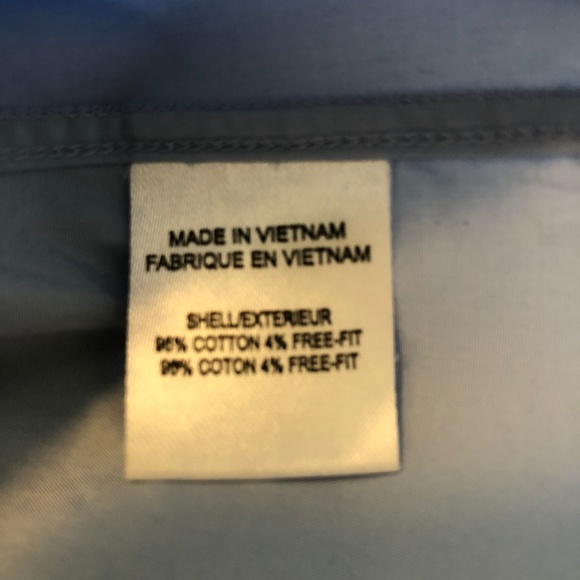 MADE IN VIETNAM
FABRIQUE EN VIETNAM
SHELL/EXTERIEUR
96% COTTON 4% FREE-FIT
96% COTON 4% FREE-FIT